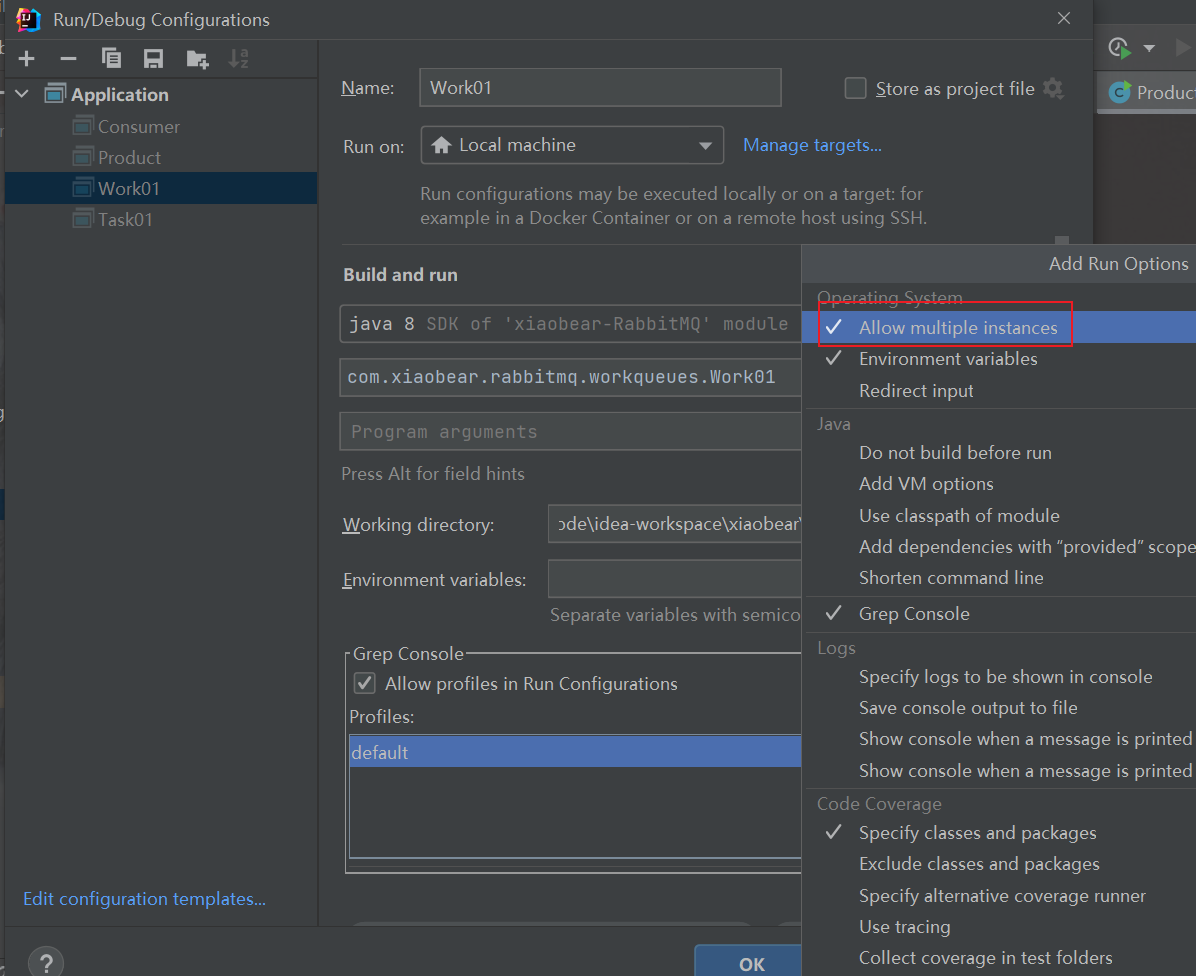 Run/Debug Configurations
Application
Consumer
Product
Work01
Task01
Edit configuration templates...
Name: Work01
Store as project file
Run on: Local machine
Manage targets...
Run configurations may be executed locally or on a target: for
example in a Docker Container or on a remote host using SSH.
Build and run
java 8 SDK of 'xiaobear-RabbitMQ' module
com.xiaobear.rabbitmq.workqueues.Work01
Program arguments
Press Alt for field hints
Working directory: ode\idea-workspace\xiaobear\
Environment variables:
Separate variables with semico
Grep Console
Allow profiles in Run Configurations
Profiles:
default
OK
?
Add Run Options
Operating System
Allow multiple instances
Environment variables
Redirect input
Java
Do not build before run
Add VM options
Use classpath of module
Add dependencies with “provided” scope
Shorten command line
Grep Console
Logs
Specify logs to be shown in console
Save console output to file
Show console when a message is printed
Show console when a message is printed
Code Coverage
Specify classes and packages
Exclude classes and packages
Specify alternative coverage runner
Use tracing
Collect coverage in test folders
C Produc